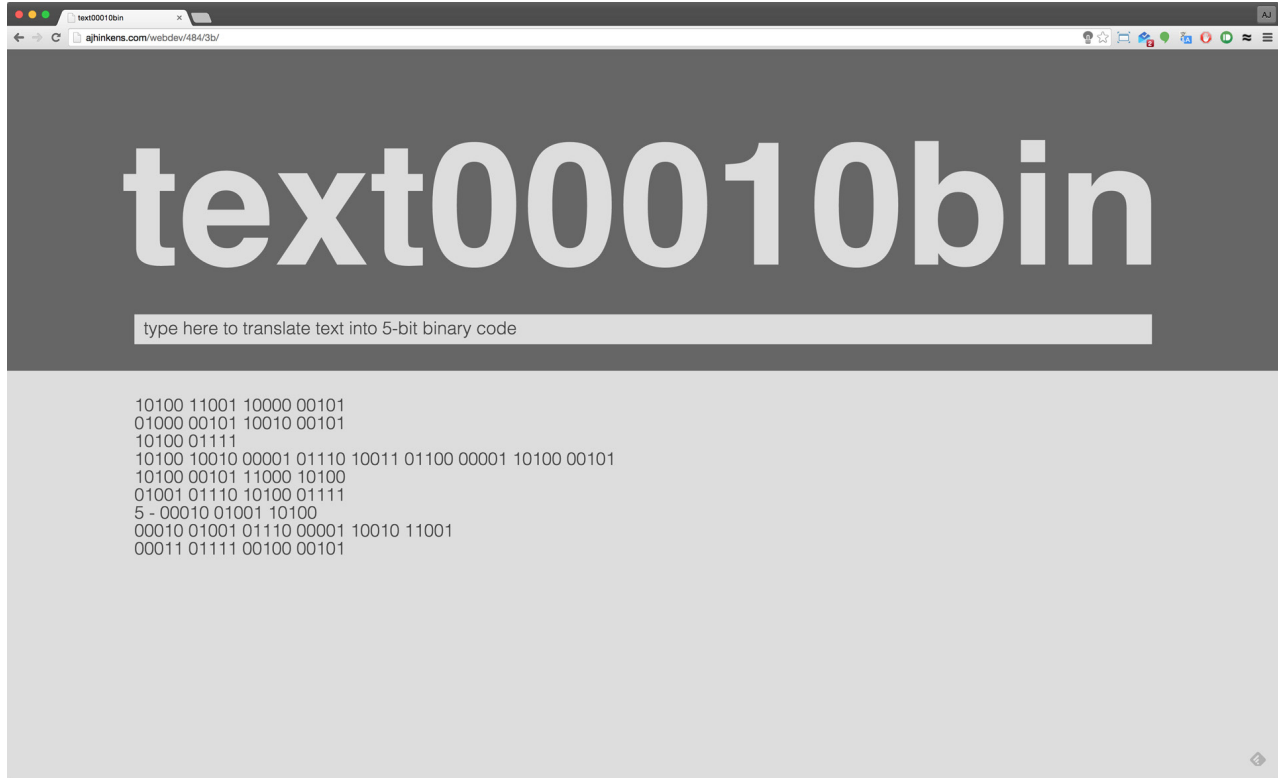 text00010bin
AJ
ajhinkens.com/webdev/484/3b/
text00010bin
type here to translate text into 5-bit binary code
10100 11001 10000 00101
01000 00101 10010 00101
10100 01111
10100 10010 00001 01110 10011 01100 00001 10100 00101
10100 00101 11000 10100
01001 01110 10100 01111
5 - 00010 01001 10100
00010 01001 01110 00001 10010 11001
00011 01111 00100 00101